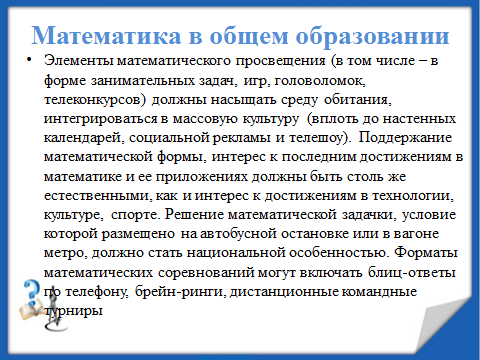 Математика в общем образовании
• Элементы математического просвещения (в том числе – в
форме занимательных задач, игр, головоломок,
телеконкурсов) должны насыщать среду обитания,
интегрироваться в массовую культуру (вплоть до настенных
календарей, социальной рекламы и телешоу). Поддержание
математической формы, интерес к последним достижениям в
математике и ее приложениях должны быть столь же
естественными, как и интерес к достижениям в технологии,
культуре, спорте. Решение математической задачки, условие
которой размещено на автобусной остановке или в вагоне
метро, должно стать национальной особенностью. Форматы
математических соревнований могут включать блиц-ответы
по телефону, брейн-ринги, дистанционные командные
турниры